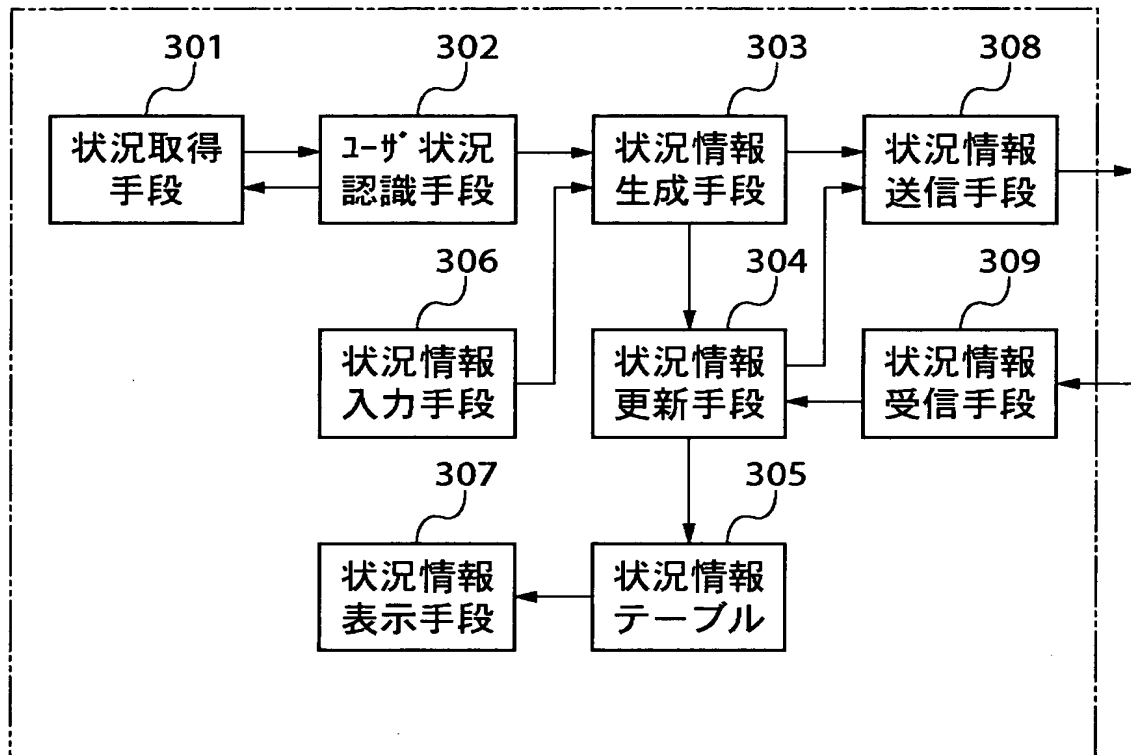 301
302
303
308
状況取得
手段
ﾕｰｻﾞ状況
認識手段
状況情報
生成手段
状況情報
送信手段
306
304
309
状況情報
入力手段
状況情報
更新手段
状況情報
受信手段
307
305
状況情報
表示手段
状況情報
テーブル